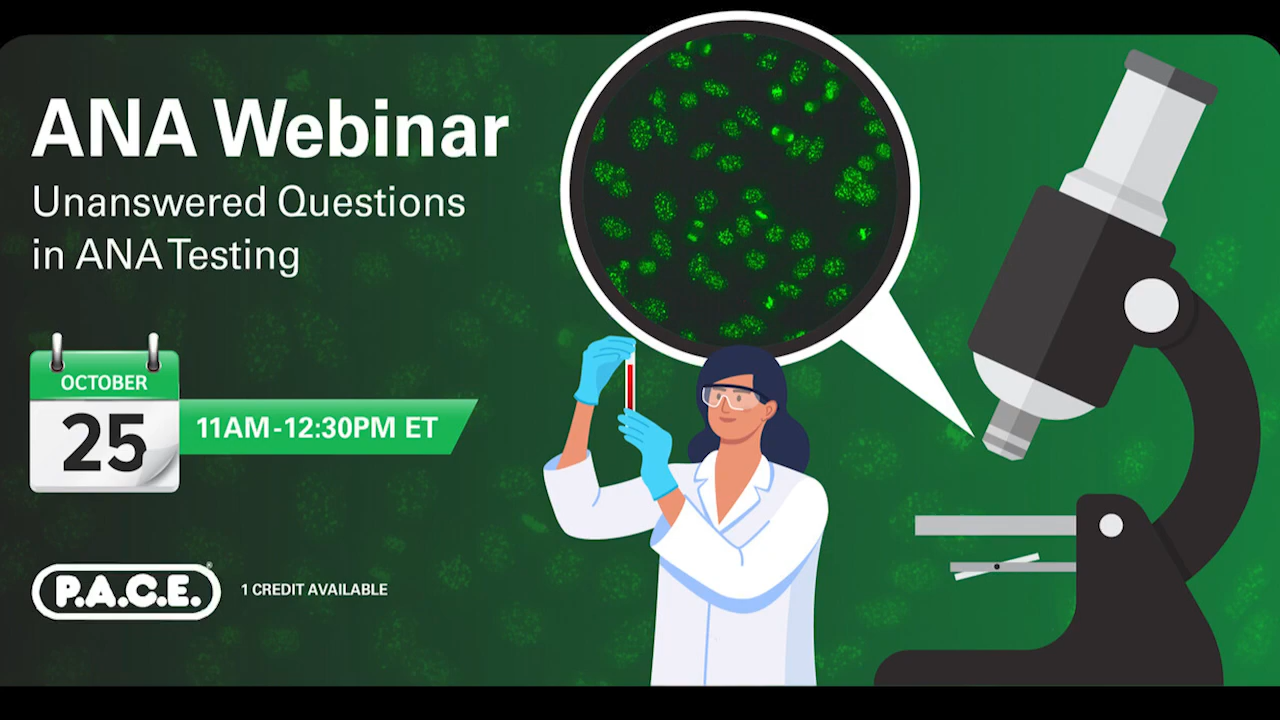 ANA Webinar
Unanswered Questions
in ANA Testing
OCTOBER
25
11AM-12:30PM ET
P.A.C.E.®
1 CREDIT AVAILABLE